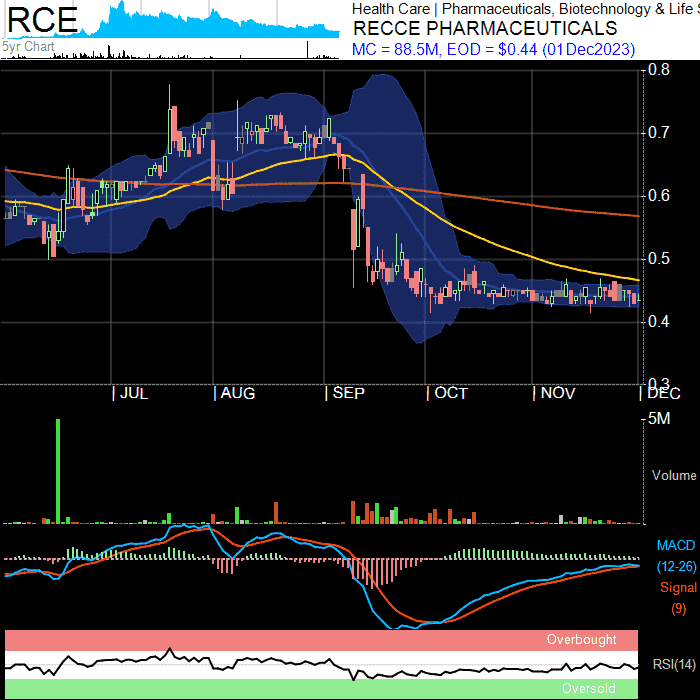 RCE
Health Care | Pharmaceuticals, Biotechnology & Life S
RECCE PHARMACEUTICALS
MC = 88.5M, EOD = $0.44 (01Dec2023)
5yr Chart
0.8
0.7
0.6
0.5
0.4
0.3
JUL
AUG
SEP
OCT
NOV
DEC
5M
Volume
MACD
(12-26)
Signal
(9)
Overbought
RSI(14)
Oversold